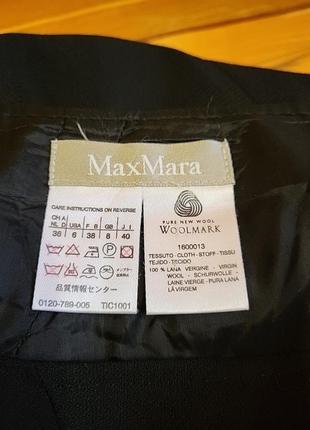 MaxMara
CARE INSTRUCTIONS ON REVERSE
CH A
NL D USA F B GB J I
36 6 38 8 40
品質情報センター
0120-789-005 TIC1001
PURE NEW WOOL
WOOLMARK
1600013
TESSUTO - CLOTH - STOFF - TISSU
TEJIDO - TECIDO
100 % LANA VERGINE - VIRGIN
WOOL - SCHURWOLLE -
LAINE VIERGE - PURA LANA
LÃ VIRGEM